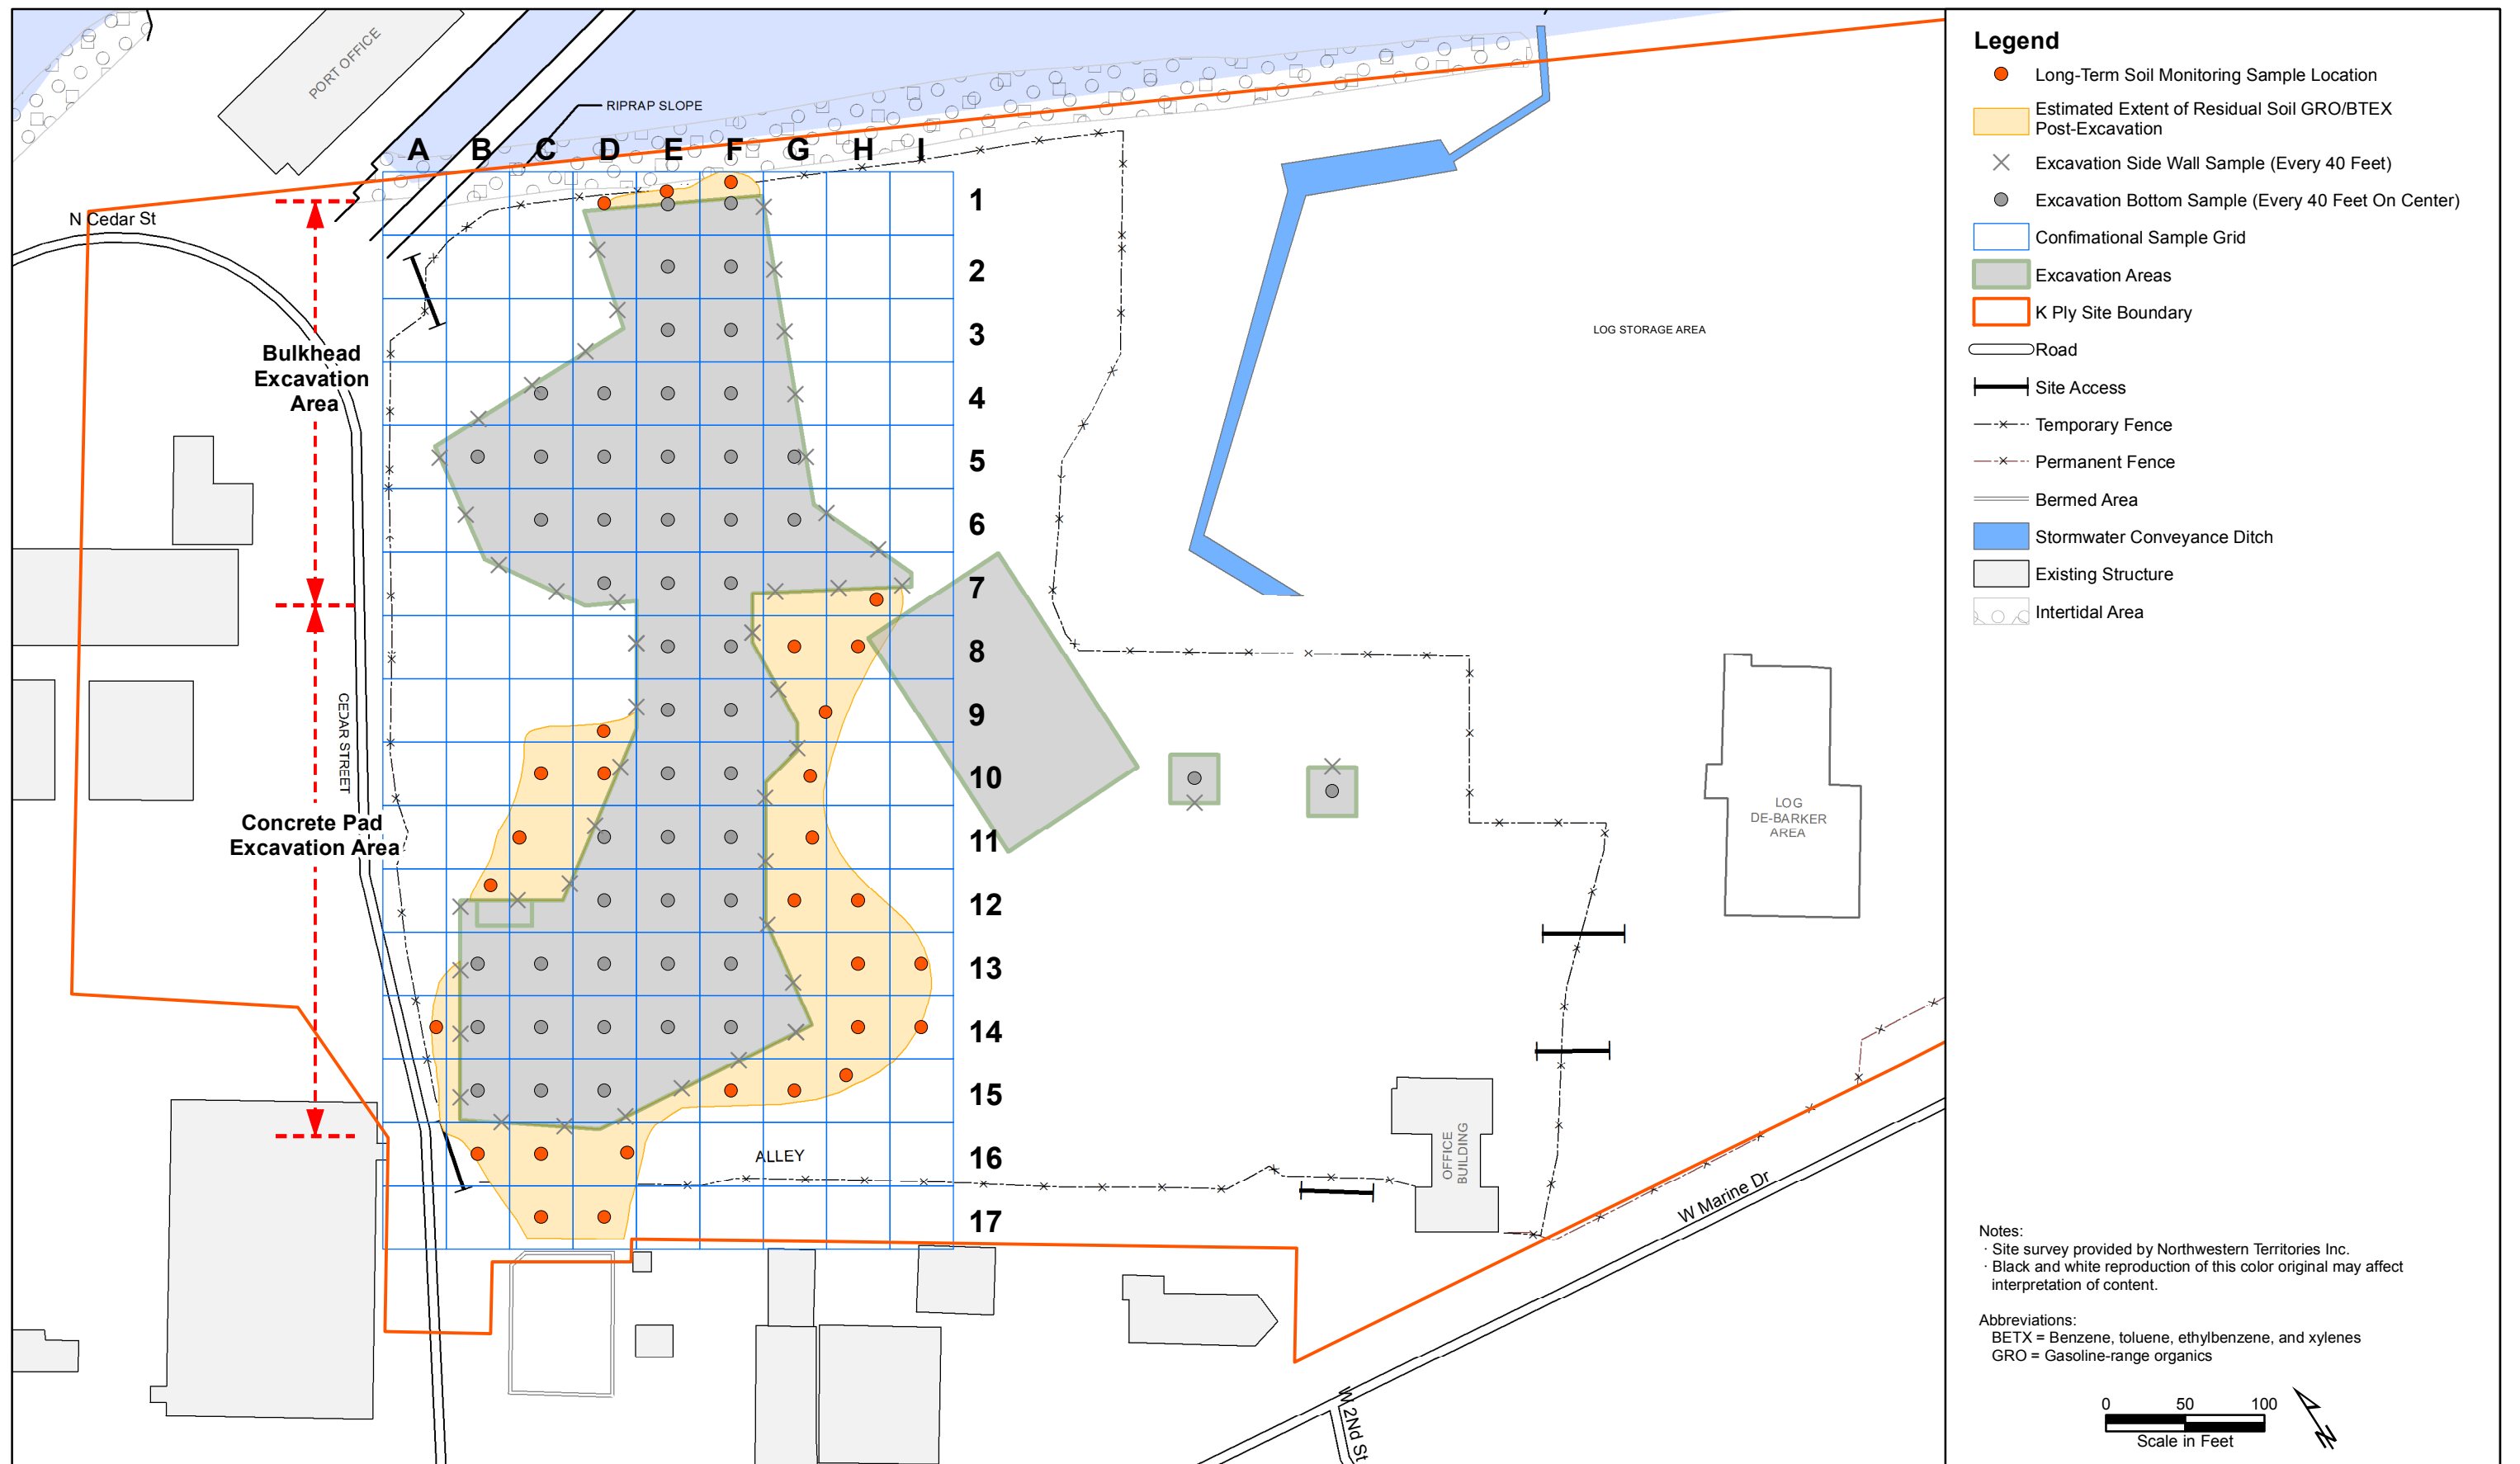 PORT OFFICE
RIPRAP SLOPE
A B C D E F G H I
N Cedar St
1
2
3
Bulkhead
Excavation
Area
4
5
6
7
8
9
10
11
12
13
14
15
16
17
CEDAR STREET
Concrete Pad
Excavation Area
LOG STORAGE AREA
LOG
DE-BARKER
AREA
OFFICE
BUILDING
ALLEY
W Marine Dr
W 2Nd St
Legend
Long-Term Soil Monitoring Sample Location
Estimated Extent of Residual Soil GRO/BTEX
Post-Excavation
Excavation Side Wall Sample (Every 40 Feet)
Excavation Bottom Sample (Every 40 Feet On Center)
Confimational Sample Grid
Excavation Areas
K Ply Site Boundary
Road
Site Access
Temporary Fence
Permanent Fence
Bermed Area
Stormwater Conveyance Ditch
Existing Structure
Intertidal Area
Notes:
· Site survey provided by Northwestern Territories Inc.
· Black and white reproduction of this color original may affect
interpretation of content.
Abbreviations:
BETX = Benzene, toluene, ethylbenzene, and xylenes
GRO = Gasoline-range organics
0 50 100
Scale in Feet
N